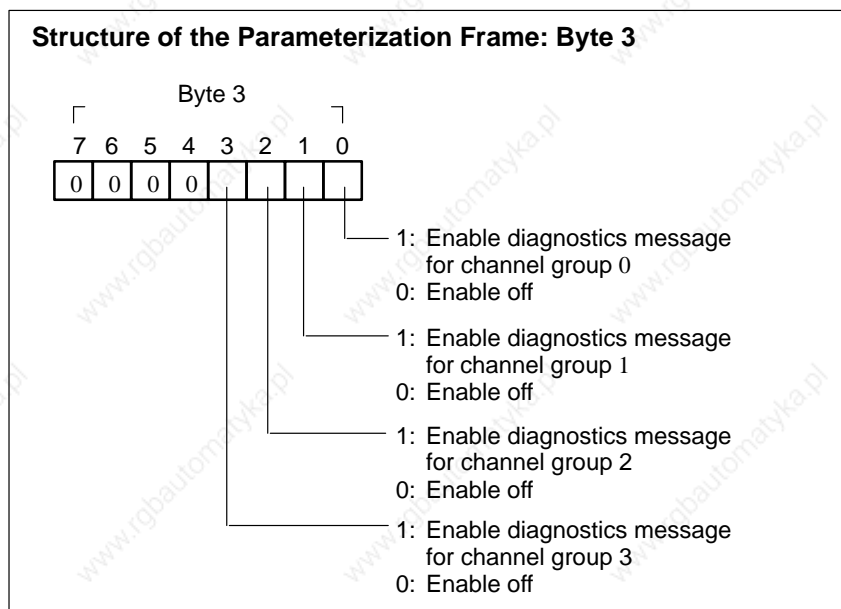 Structure of the Parameterization Frame: Byte 3
Byte 3
7 6 5 4 3 2 1 0
0 0 0 0
1: Enable diagnostics message
for channel group 0
0: Enable off
1: Enable diagnostics message
for channel group 1
0: Enable off
1: Enable diagnostics message
for channel group 2
0: Enable off
1: Enable diagnostics message
for channel group 3
0: Enable off
www.rgbautomatyka.pl